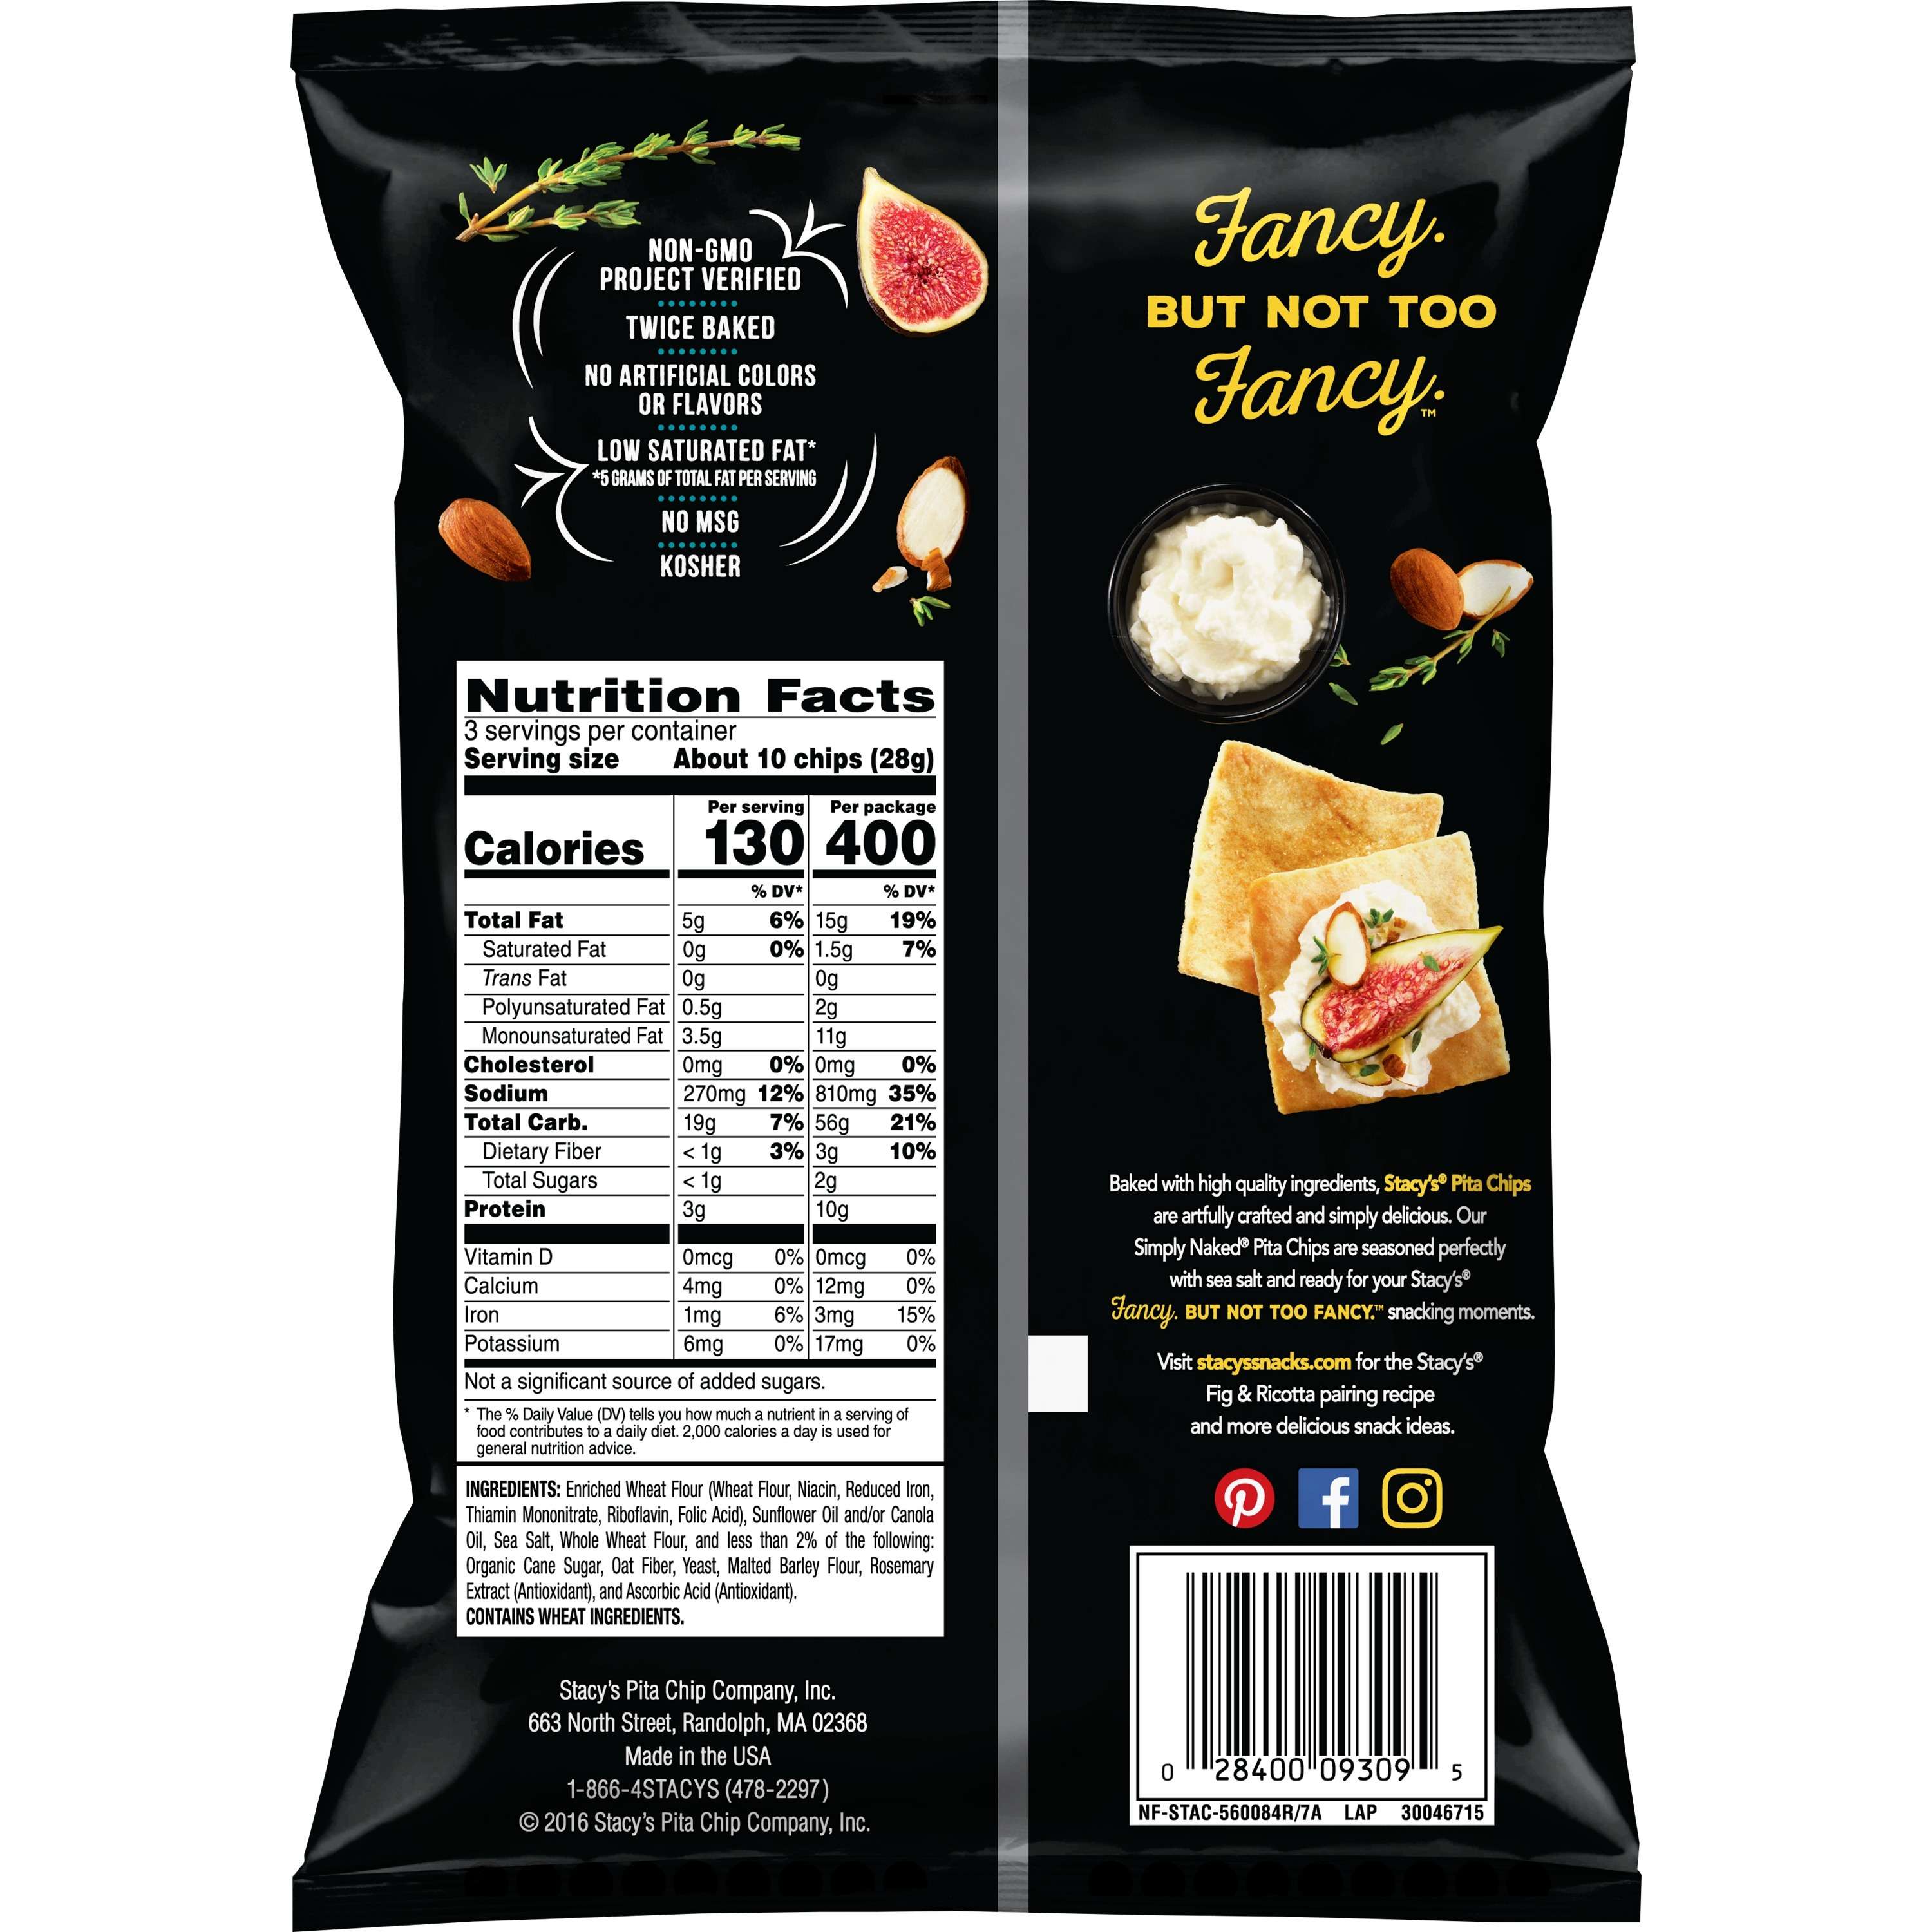 NON-GMO
PROJECT VERIFIED
TWICE BAKED
NO ARTIFICIAL COLORS
OR FLAVORS
LOW SATURATED FAT*
*5 GRAMS OF TOTAL FAT PER SERVING
NO MSG
KOSHER
Nutrition Facts
3 servings per container
Serving size About 10 chips (28g)
Per serving Per package
Calories 130 400
% DV* % DV*
Total Fat 5g 6% 15g 19%
Saturated Fat 0g 0% 1.5g 7%
Trans Fat 0g 0g
Polyunsaturated Fat 0.5g 2g
Monounsaturated Fat 3.5g 11g
Cholesterol 0mg 0% 0mg 0%
Sodium 270mg 12% 810mg 35%
Total Carb. 19g 7% 56g 21%
Dietary Fiber < 1g 3% 3g 10%
Total Sugars < 1g 2g
Protein 3g 10g
Vitamin D 0mcg 0% 0mcg 0%
Calcium 4mg 0% 12mg 0%
Iron 1mg 6% 3mg 15%
Potassium 6mg 0% 17mg 0%
Not a significant source of added sugars.
* The % Daily Value (DV) tells you how much a nutrient in a serving of
food contributes to a daily diet. 2,000 calories a day is used for
general nutrition advice.
INGREDIENTS: Enriched Wheat Flour (Wheat Flour, Niacin, Reduced Iron,
Thiamin Mononitrate, Riboflavin, Folic Acid), Sunflower Oil and/or Canola
Oil, Sea Salt, Whole Wheat Flour, and less than 2% of the following:
Organic Cane Sugar, Oat Fiber, Yeast, Malted Barley Flour, Rosemary
Extract (Antioxidant), and Ascorbic Acid (Antioxidant).
CONTAINS WHEAT INGREDIENTS.
Stacy's Pita Chip Company, Inc.
663 North Street, Randolph, MA 02368
Made in the USA
1-866-4STACYS (478-2297)
© 2016 Stacy's Pita Chip Company, Inc.
Fancy.
BUT NOT TOO
Fancy.™
Baked with high quality ingredients, Stacy's® Pita Chips
are artfully crafted and simply delicious. Our
Simply Naked® Pita Chips are seasoned perfectly
with sea salt and ready for your Stacy's®
Fancy. BUT NOT TOO FANCY.™ snacking moments.
Visit stacyssnacks.com for the Stacy's®
Fig & Ricotta pairing recipe
and more delicious snack ideas.
0 28400 09309 5
NF-STAC-560084R/7A LAP 30046715